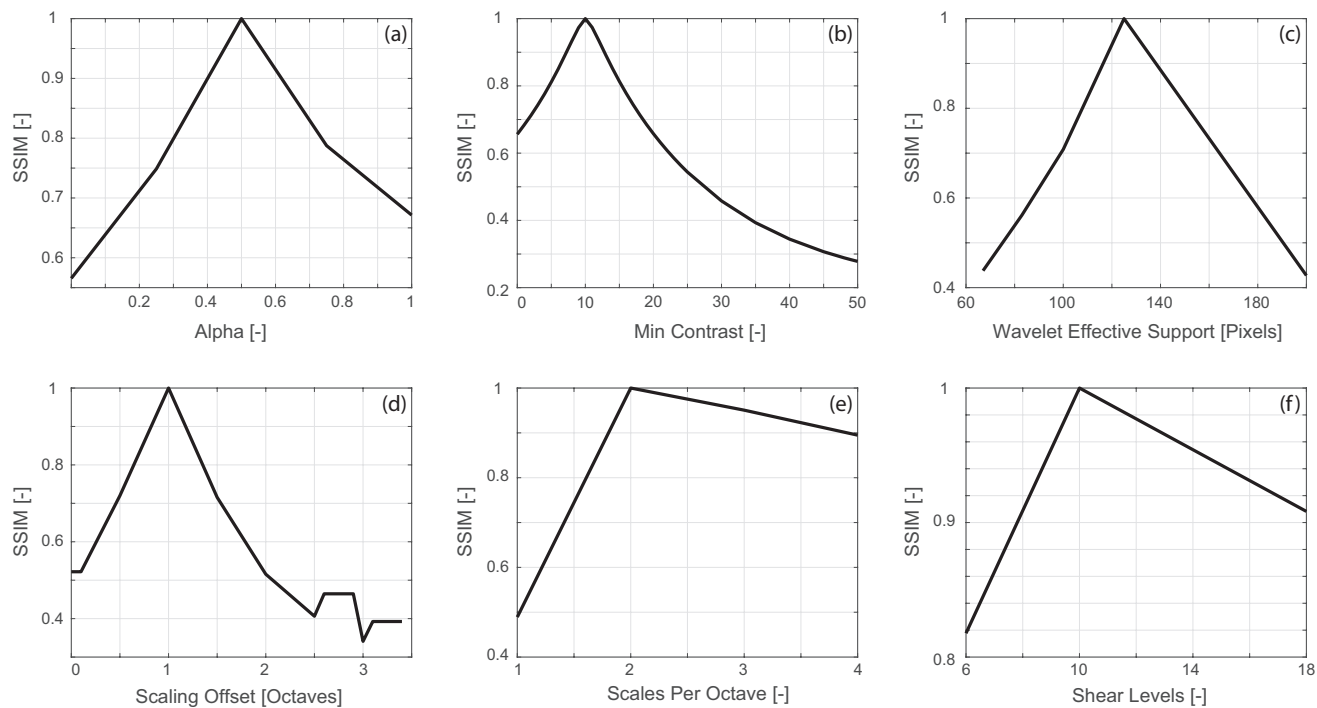 (a)
1
0.9
0.8
0.7
0.6
SSIM [-]
0.2 0.4 0.6 0.8 1
Alpha [-]
(b)
1
0.8
0.6
0.4
0.2
SSIM [-]
0 10 20 30 40 50
Min Contrast [-]
(c)
1
0.8
0.6
0.4
SSIM [-]
60 100 140 180
Wavelet Effective Support [Pixels]
(d)
1
0.8
0.6
0.4
SSIM [-]
0 1 2 3
Scaling Offset [Octaves]
(e)
1
0.8
0.6
0.4
SSIM [-]
1 2 3 4
Scales Per Octave [-]
(f)
1
0.9
0.8
SSIM [-]
6 10 14 18
Shear Levels [-]